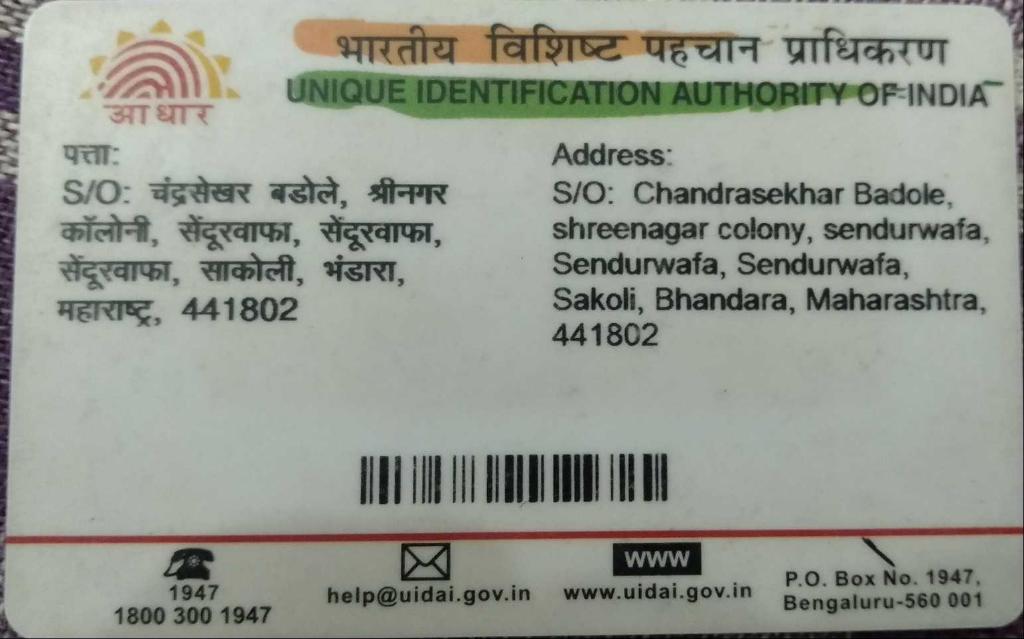 भारतीय विशिष्ट पहचान प्राधिकरण
UNIQUE IDENTIFICATION AUTHORITY OF INDIA
आधार
पत्ता:
S/O: चंद्रसेखर बडोले, श्रीनगर
कॉलोनी, सेंदूरवाफा, सेंदूरवाफा,
सेंदूरवाफा, साकोली, भंडारा,
महाराष्ट्र, 441802
Address:
S/O: Chandrasekhar Badole,
shreenagar colony, sendurwafa,
Sendurwafa, Sendurwafa,
Sakoli, Bhandara, Maharashtra,
441802
1947
1800 300 1947
help@uidai.gov.in
www
www.uidai.gov.in
P.O. Box No. 1947,
Bengaluru-560 001